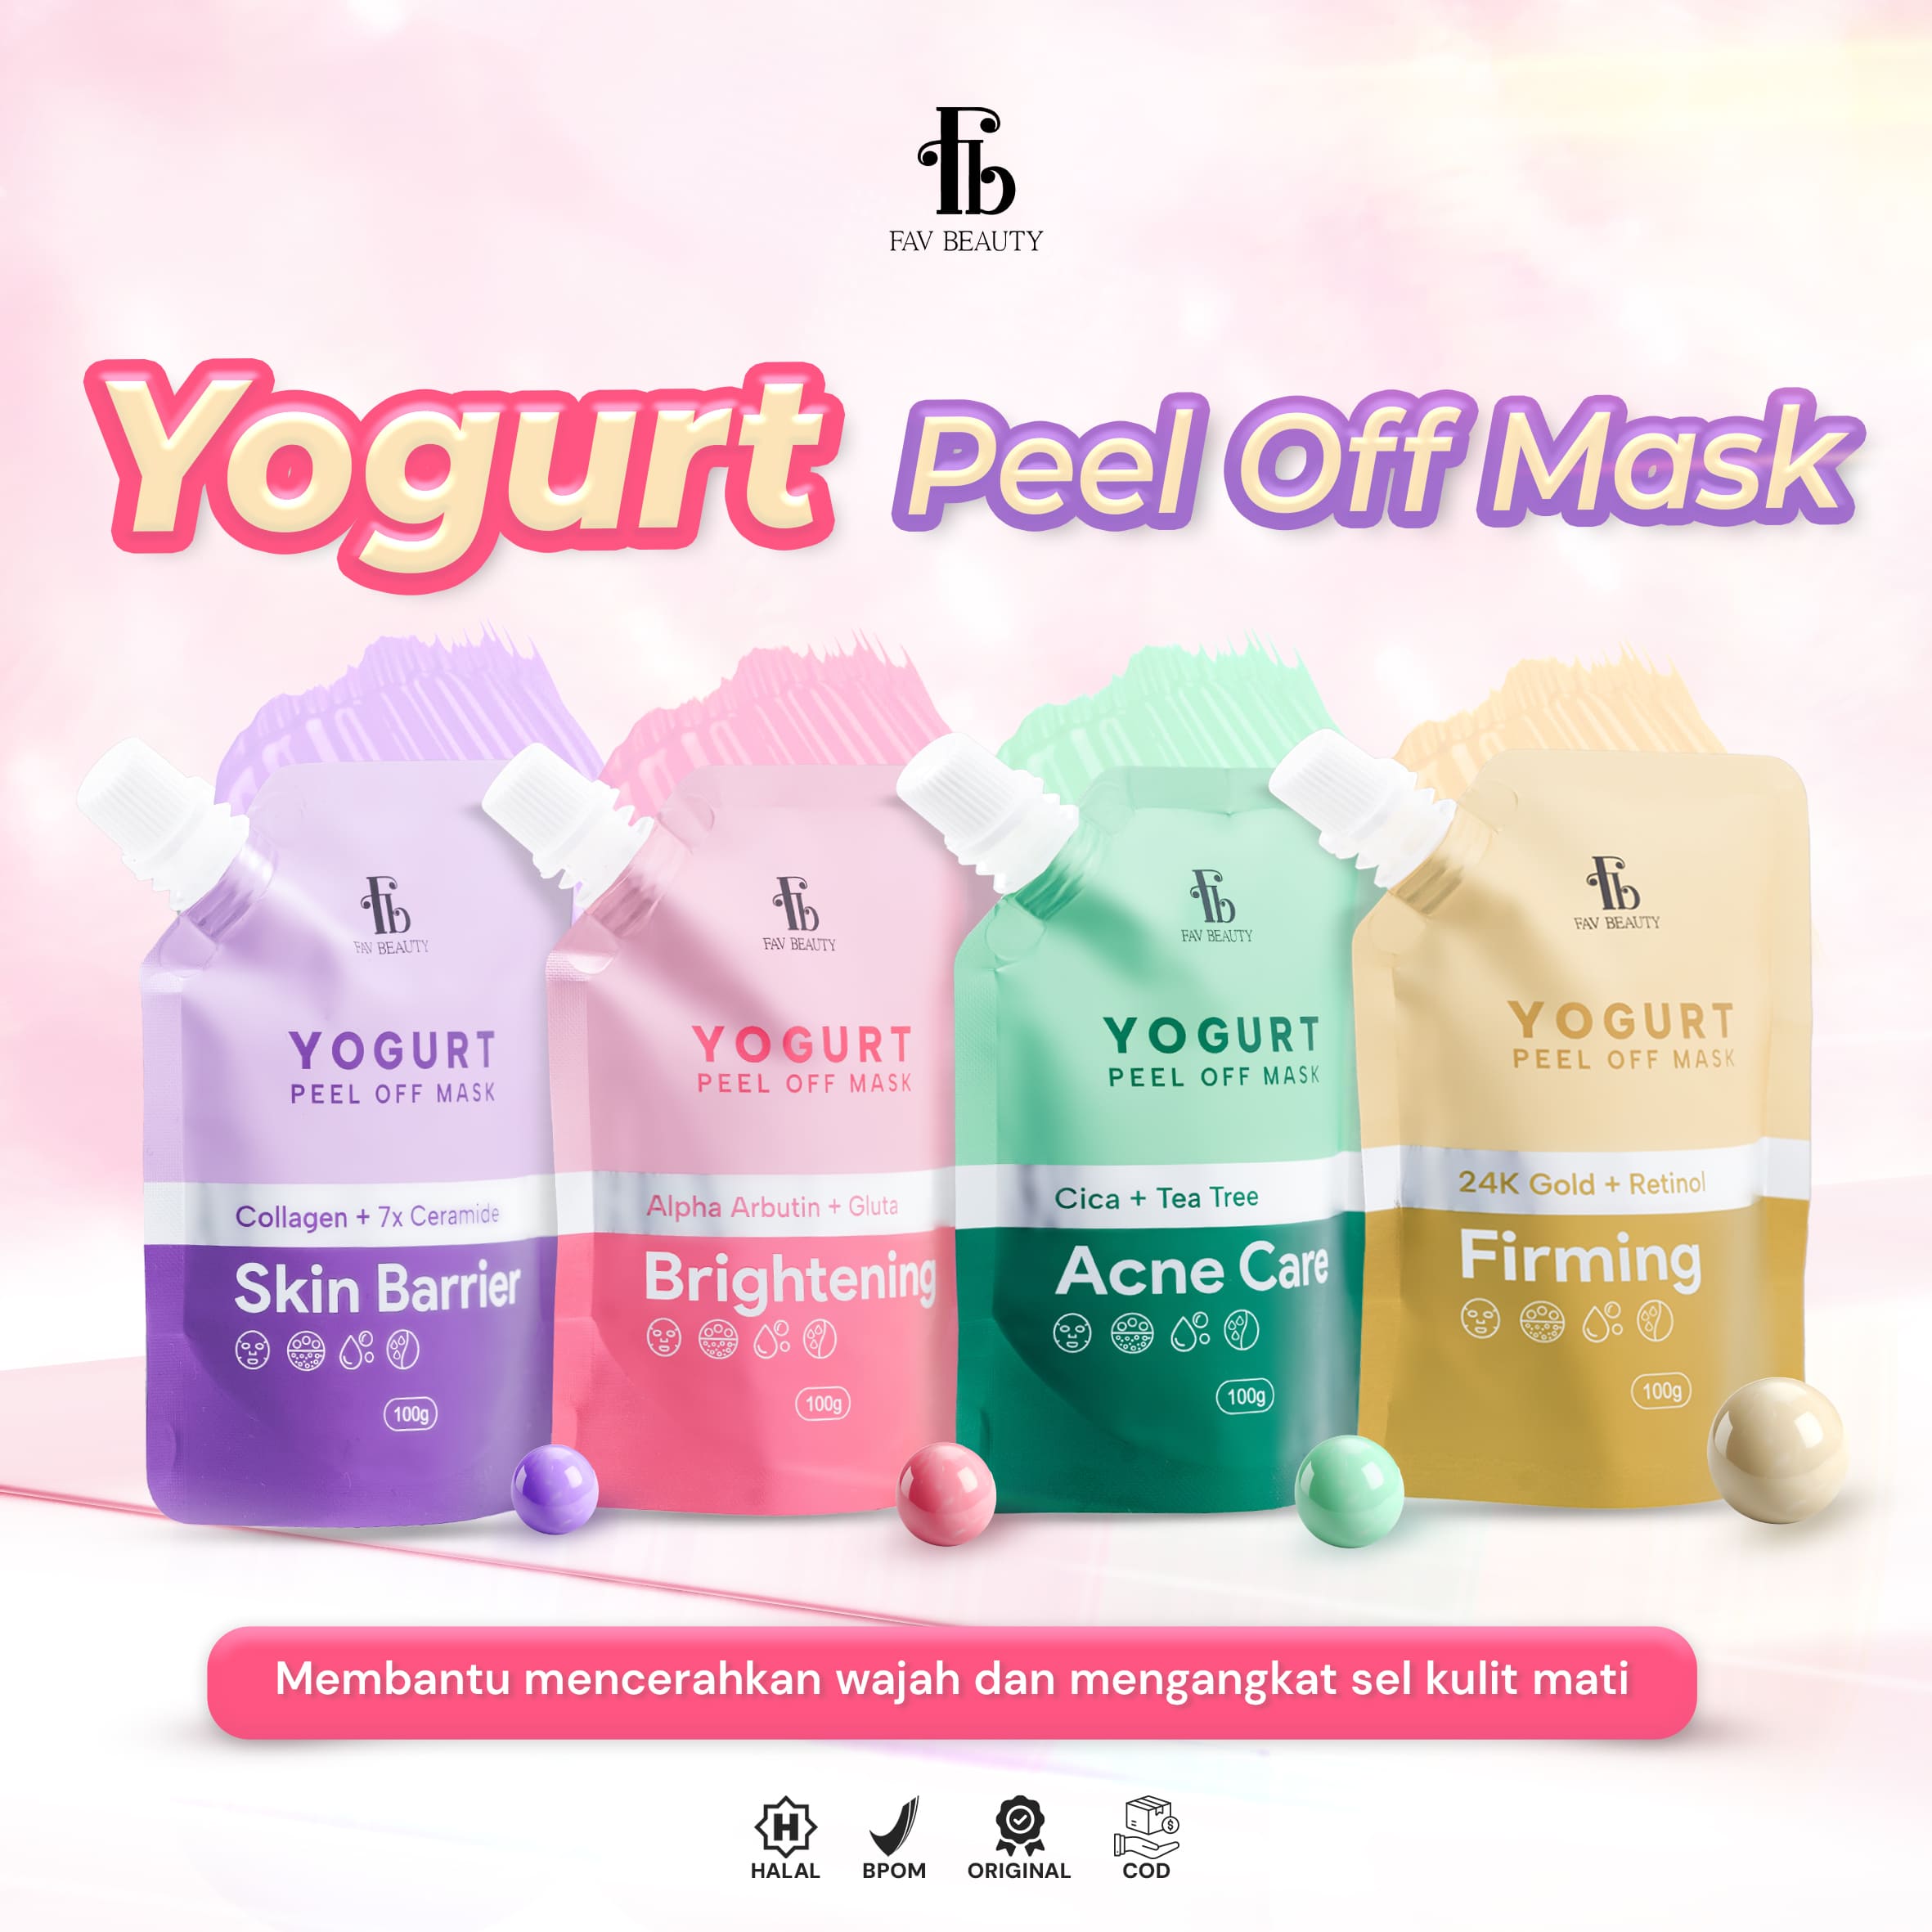 FAV BEAUTY
Yogurt Peel Off Mask
FAV BEAUTY
YOGURT
PEEL OFF MASK
Collagen + 7x Ceramide
Skin Barrier
100g
FAV BEAUTY
YOGURT
PEEL OFF MASK
Alpha Arbutin + Gluta
Brightening
100g
FAV BEAUTY
YOGURT
PEEL OFF MASK
Cica + Tea Tree
Acne Care
100g
FAV BEAUTY
YOGURT
PEEL OFF MASK
24K Gold + Retinol
Firming
100g
Membantu mencerahkan wajah dan mengangkat sel kulit mati
HALAL
BPOM
ORIGINAL
COD